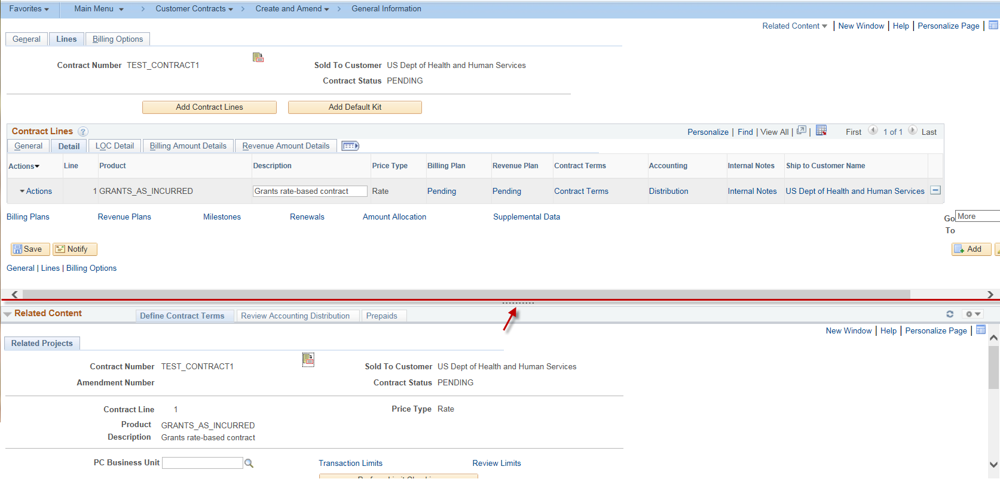 Favorites Main Menu > Customer Contracts > Create and Amend > General Information
Related Content | New Window | Help | Personalize Page |
General Lines Billing Options
Contract Number TEST_CONTRACT1 Sold To Customer US Dept of Health and Human Services
Contract Status PENDING
Add Contract Lines Add Default Kit
Contract Lines ? Personalize | Find | View All | | First 1 of 1 Last
General Detail LOC Detail Billing Amount Details Revenue Amount Details
Actions Line Product Description Price Type Billing Plan Revenue Plan Contract Terms Accounting Internal Notes Ship to Customer Name
Actions 1 GRANTS_AS_INCURRED Grants rate-based contract Rate Pending Pending Contract Terms Distribution Internal Notes US Dept of Health and Human Services
Billing Plans Revenue Plans Milestones Renewals Amount Allocation Supplemental Data
Go To More
Save Notify Add
General | Lines | Billing Options
Related Content Define Contract Terms Review Accounting Distribution Prepaids
New Window | Help | Personalize Page |
Related Projects
Contract Number TEST_CONTRACT1 Sold To Customer US Dept of Health and Human Services
Amendment Number Contract Status PENDING
Contract Line 1 Price Type Rate
Product GRANTS_AS_INCURRED
Description Grants rate-based contract
PC Business Unit Transaction Limits Review Limits